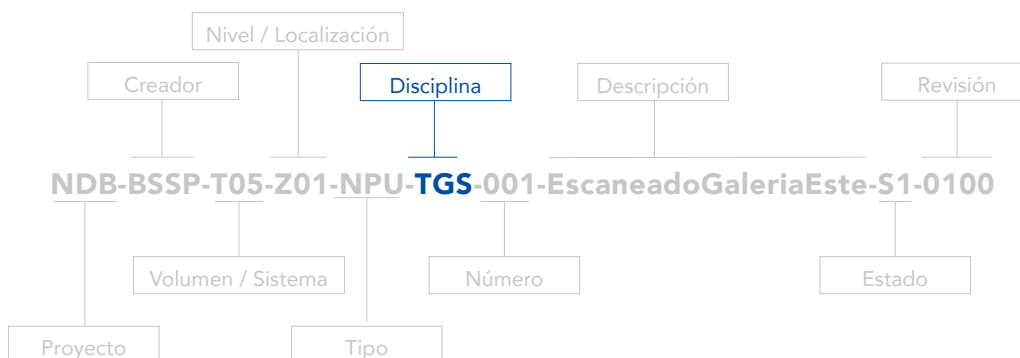 Nivel / Localización
Creador
Disciplina
Descripción
Revisión
NDB-BSSP-T05-Z01-NPU-TGS-001-EscaneadoGaleriaEste-S1-0100
Volumen / Sistema
Número
Estado
Proyecto
Tipo